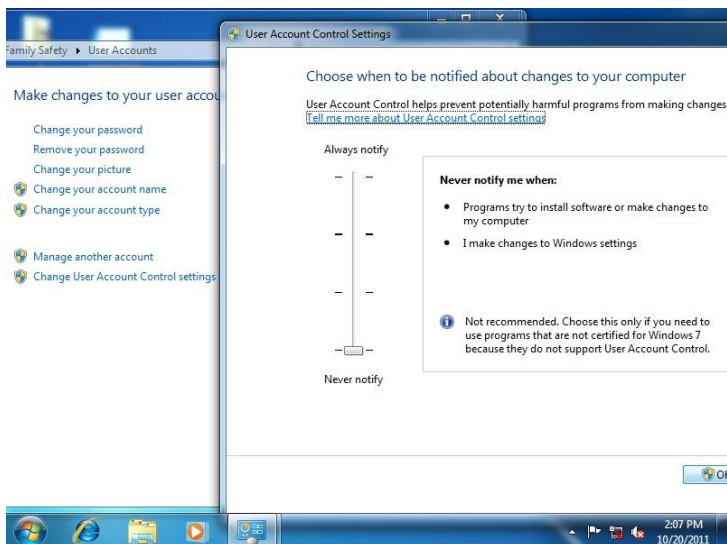 User Account Control Settings
Family Safety ▸ User Accounts
Make changes to your user accou
Change your password
Remove your password
Change your picture
Change your account name
Change your account type
Manage another account
Change User Account Control settings
Choose when to be notified about changes to your computer
User Account Control helps prevent potentially harmful programs from making changes
Tell me more about User Account Control settings
Always notify
Never notify me when:
• Programs try to install software or make changes to
my computer
• I make changes to Windows settings
Not recommended. Choose this only if you need to
use programs that are not certified for Windows 7
because they do not support User Account Control.
Never notify
OK
2:07 PM
10/20/2011